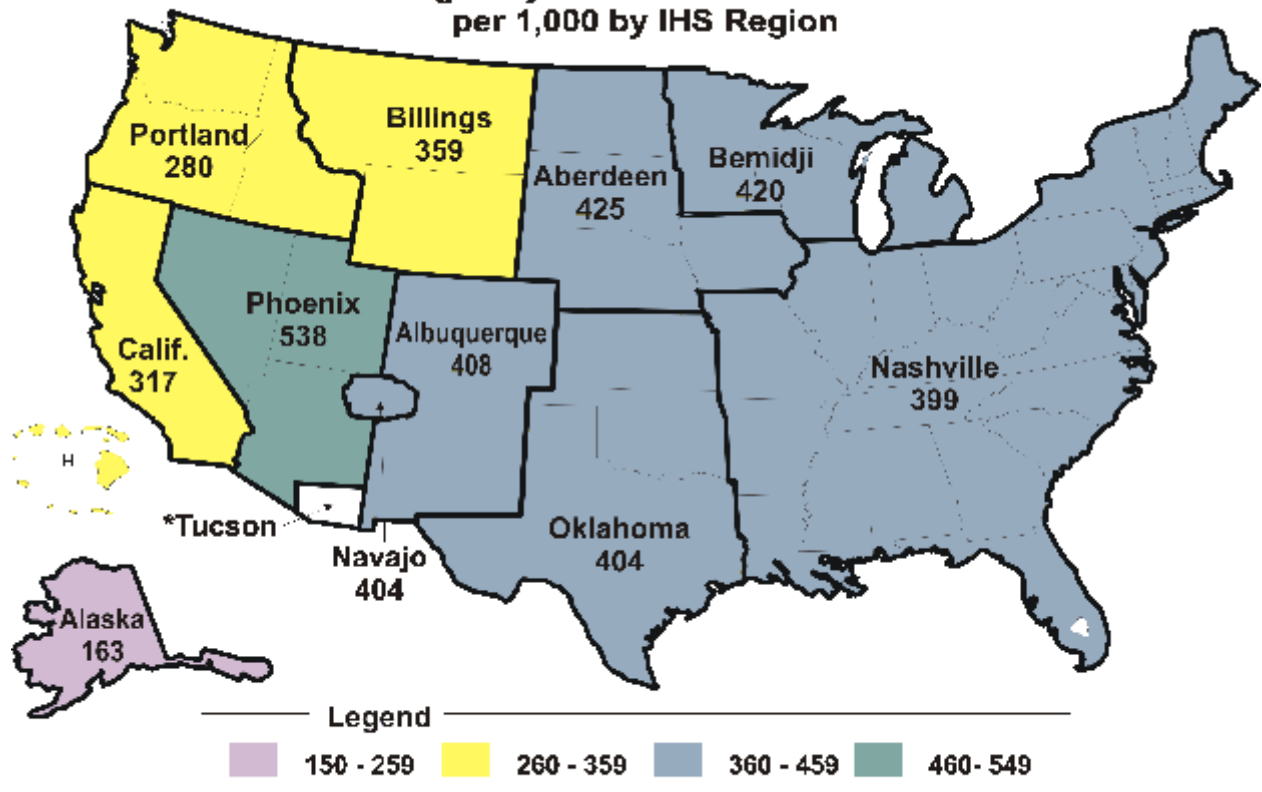 per 1,000 by IHS Region
Portland
280
Billings
359
Aberdeen
425
Bemidji
420
Phoenix
538
Albuquerque
408
Calif.
317
Nashville
399
H
*Tucson
Navajo
404
Oklahoma
404
Alaska
163
Legend
150 - 259
260 - 359
360 - 459
460- 549